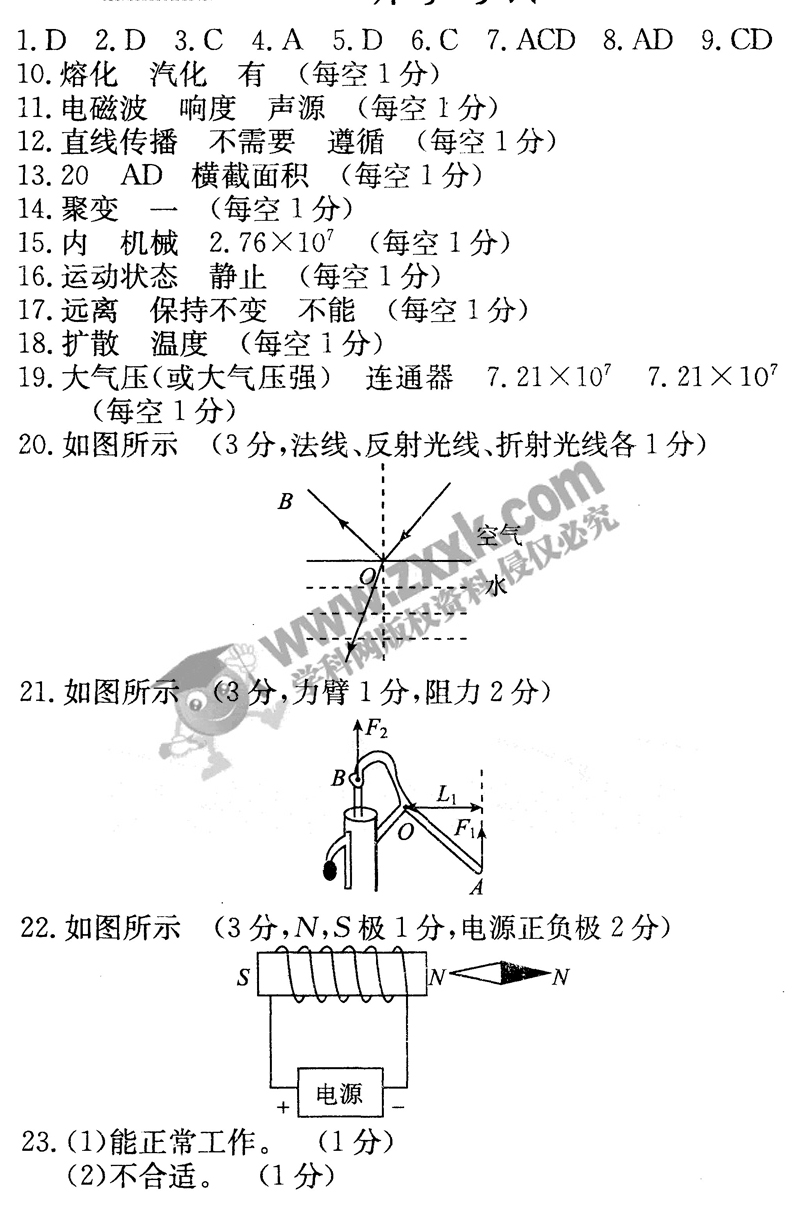 1. D 2. D 3. C 4. A 5. D 6. C 7. ACD 8. AD 9. CD
10. 熔化 汽化 有 (每空1分)
11. 电磁波 响度 声源 (每空1分)
12. 直线传播 不需要 遵循 (每空1分)
13. 20 AD 横截面积 (每空1分)
14. 聚变 一 (每空1分)
15. 内 机械 2.76×10⁷ (每空1分)
16. 运动状态 静止 (每空1分)
17. 远离 保持不变 不能 (每空1分)
18. 扩散 温度 (每空1分)
19. 大气压(或大气压强) 连通器 7.21×10⁷ 7.21×10⁷
(每空1分)
20. 如图所示 (3分,法线、反射光线、折射光线各1分)
B
空气
O
水
www.zxxk.com
学科网版权资料,侵仅必究
21. 如图所示 (3分,力臂1分,阻力2分)
F₂
B
L₁
O F₁
A
22. 如图所示 (3分,N,S极1分,电源正负极2分)
S N N
电源
+ −
23. (1)能正常工作。 (1分)
(2)不合适。 (1分)